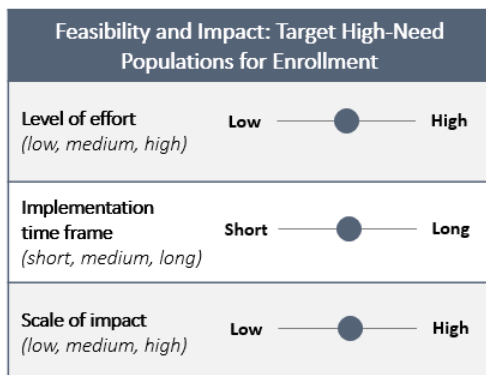 Feasibility and Impact: Target High-Need
Populations for Enrollment
Level of effort
(low, medium, high)
Low
High
Implementation
time frame
(short, medium, long)
Short
Long
Scale of impact
(low, medium, high)
Low
High